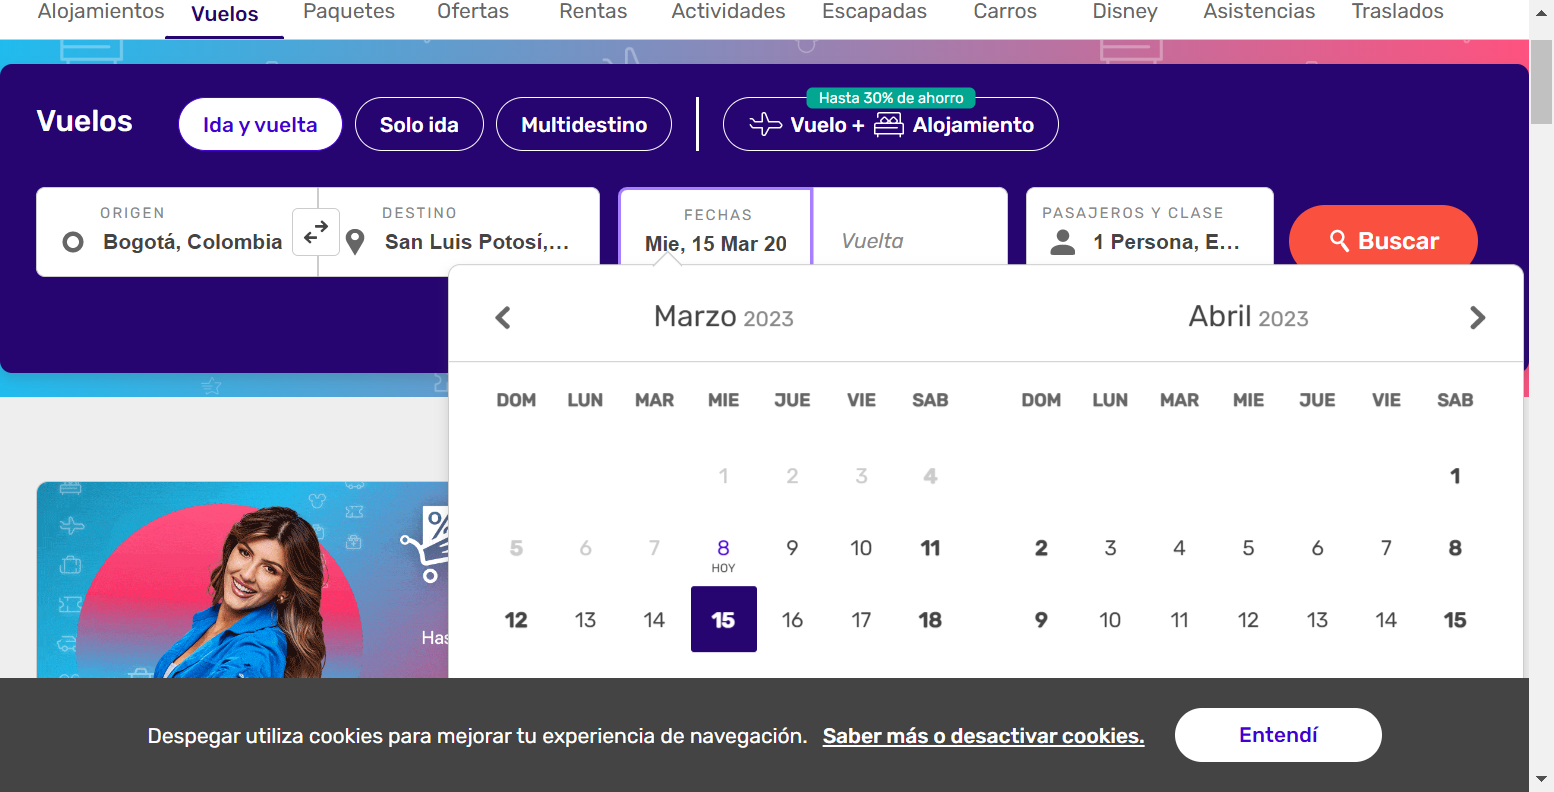 Alojamientos Vuelos Paquetes Ofertas Rentas Actividades Escapadas Carros Disney Asistencias Traslados
Hasta 30% de ahorro
Vuelos Ida y vuelta Solo ida Multidestino Vuelo + Alojamiento
ORIGEN DESTINO FECHAS PASAJEROS Y CLASE
Bogotá, Colombia San Luis Potosí,... Mie, 15 Mar 20 Vuelta 1 Persona, E... Buscar
Marzo 2023 Abril 2023
DOM LUN MAR MIE JUE VIE SAB DOM LUN MAR MIE JUE VIE SAB
1 2 3 4 1
5 6 7 8 9 10 11 2 3 4 5 6 7 8
HOY
12 13 14 15 16 17 18 9 10 11 12 13 14 15
%
Has
Despegar utiliza cookies para mejorar tu experiencia de navegación. Saber más o desactivar cookies. Entendí